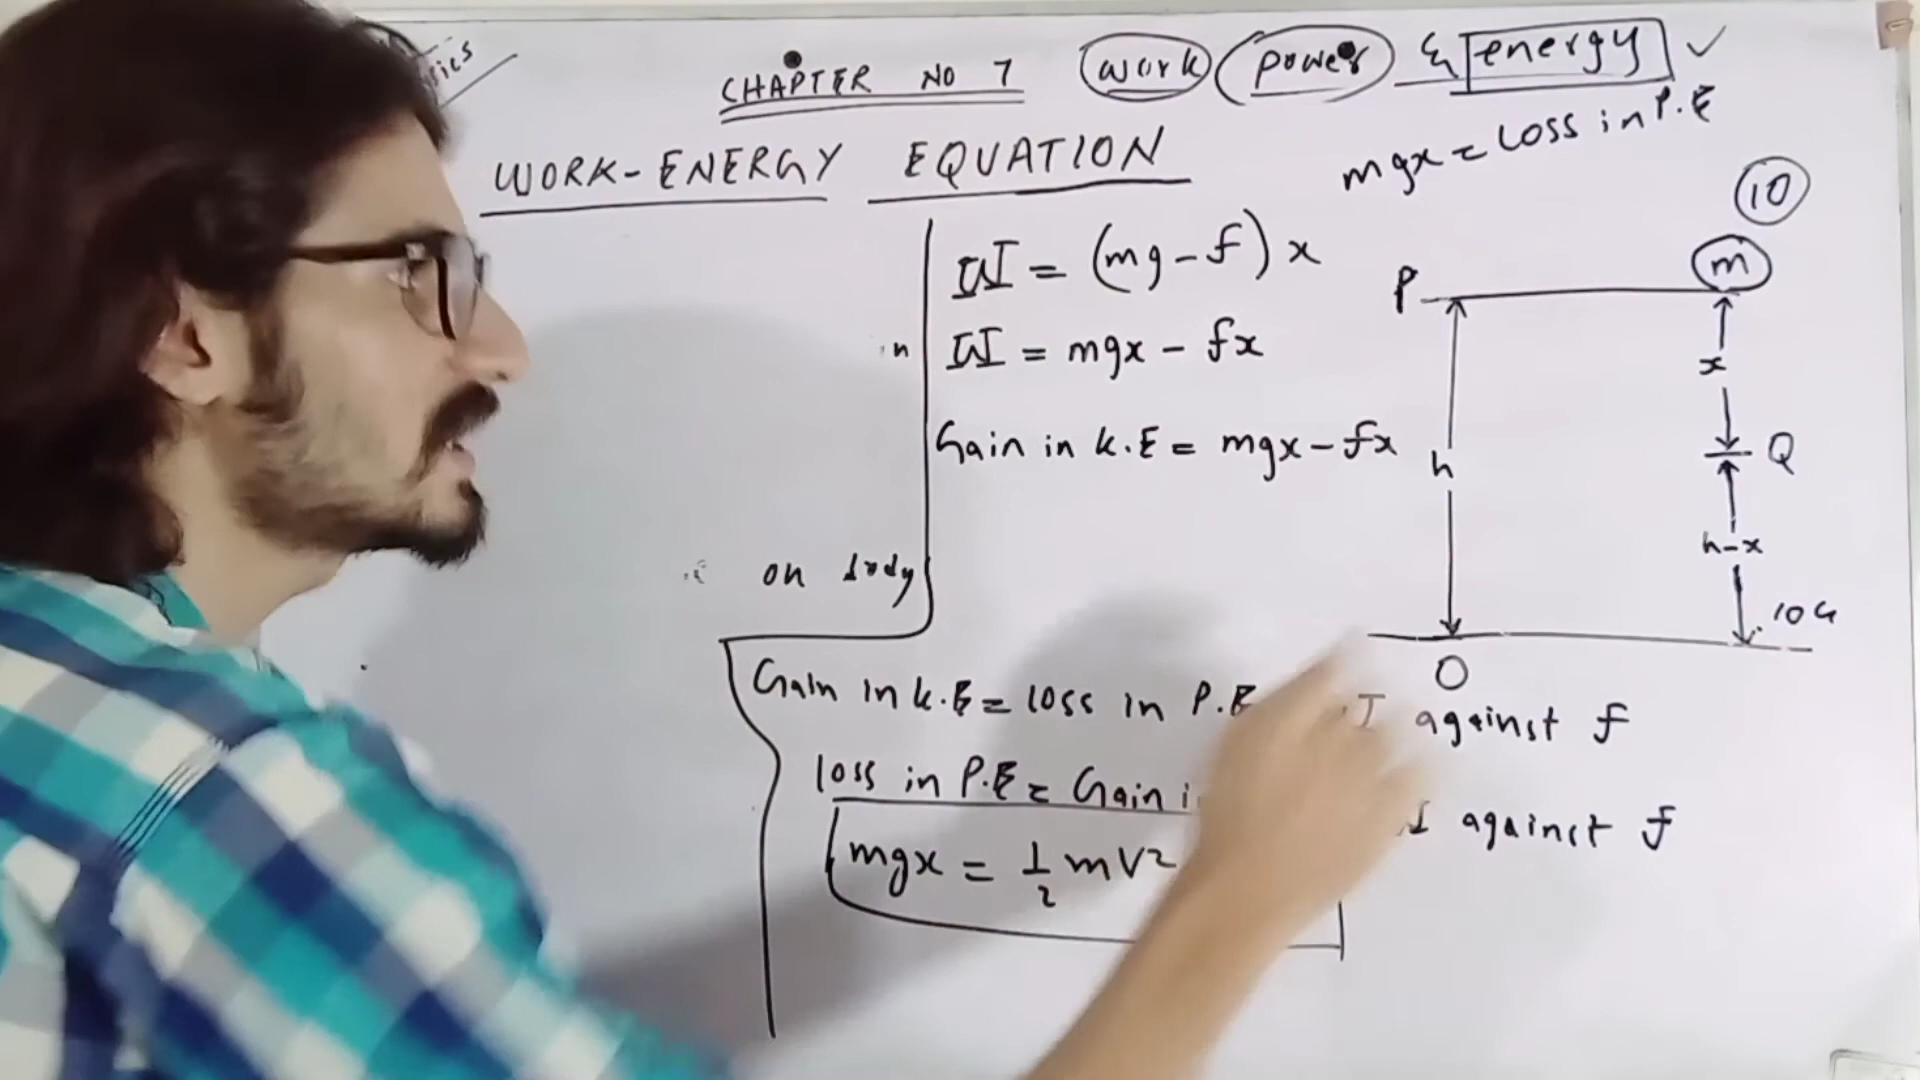 CHAPTER NO 7 work power & energy
mgx = Loss in P.E
WORK-ENERGY EQUATION
10
W = (mg-f) x
P m
W = mgx - fx
x
Gain in k.E = mgx - fx
h
Q
h-x
on body
10G
O
Gain in k.E = loss in P.E against f
loss in P.E = Gain against f
mgx = 1/2 mv2